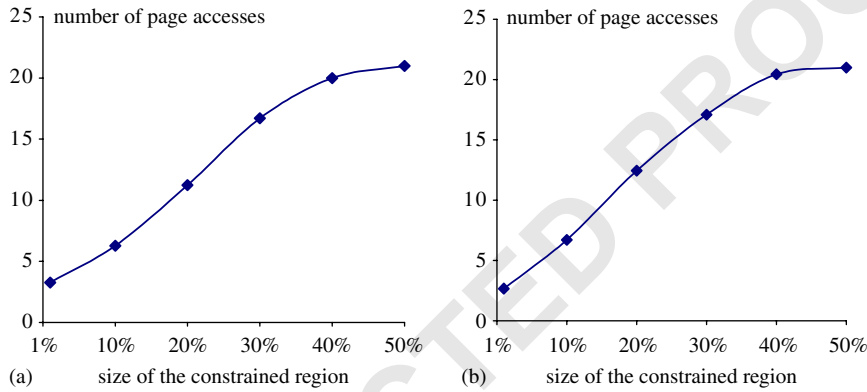 number of page accesses
25
20
15
10
5
0
1% 10% 20% 30% 40% 50%
(a) size of the constrained region
number of page accesses
25
20
15
10
5
0
1% 10% 20% 30% 40% 50%
(b) size of the constrained region
CTED PROO